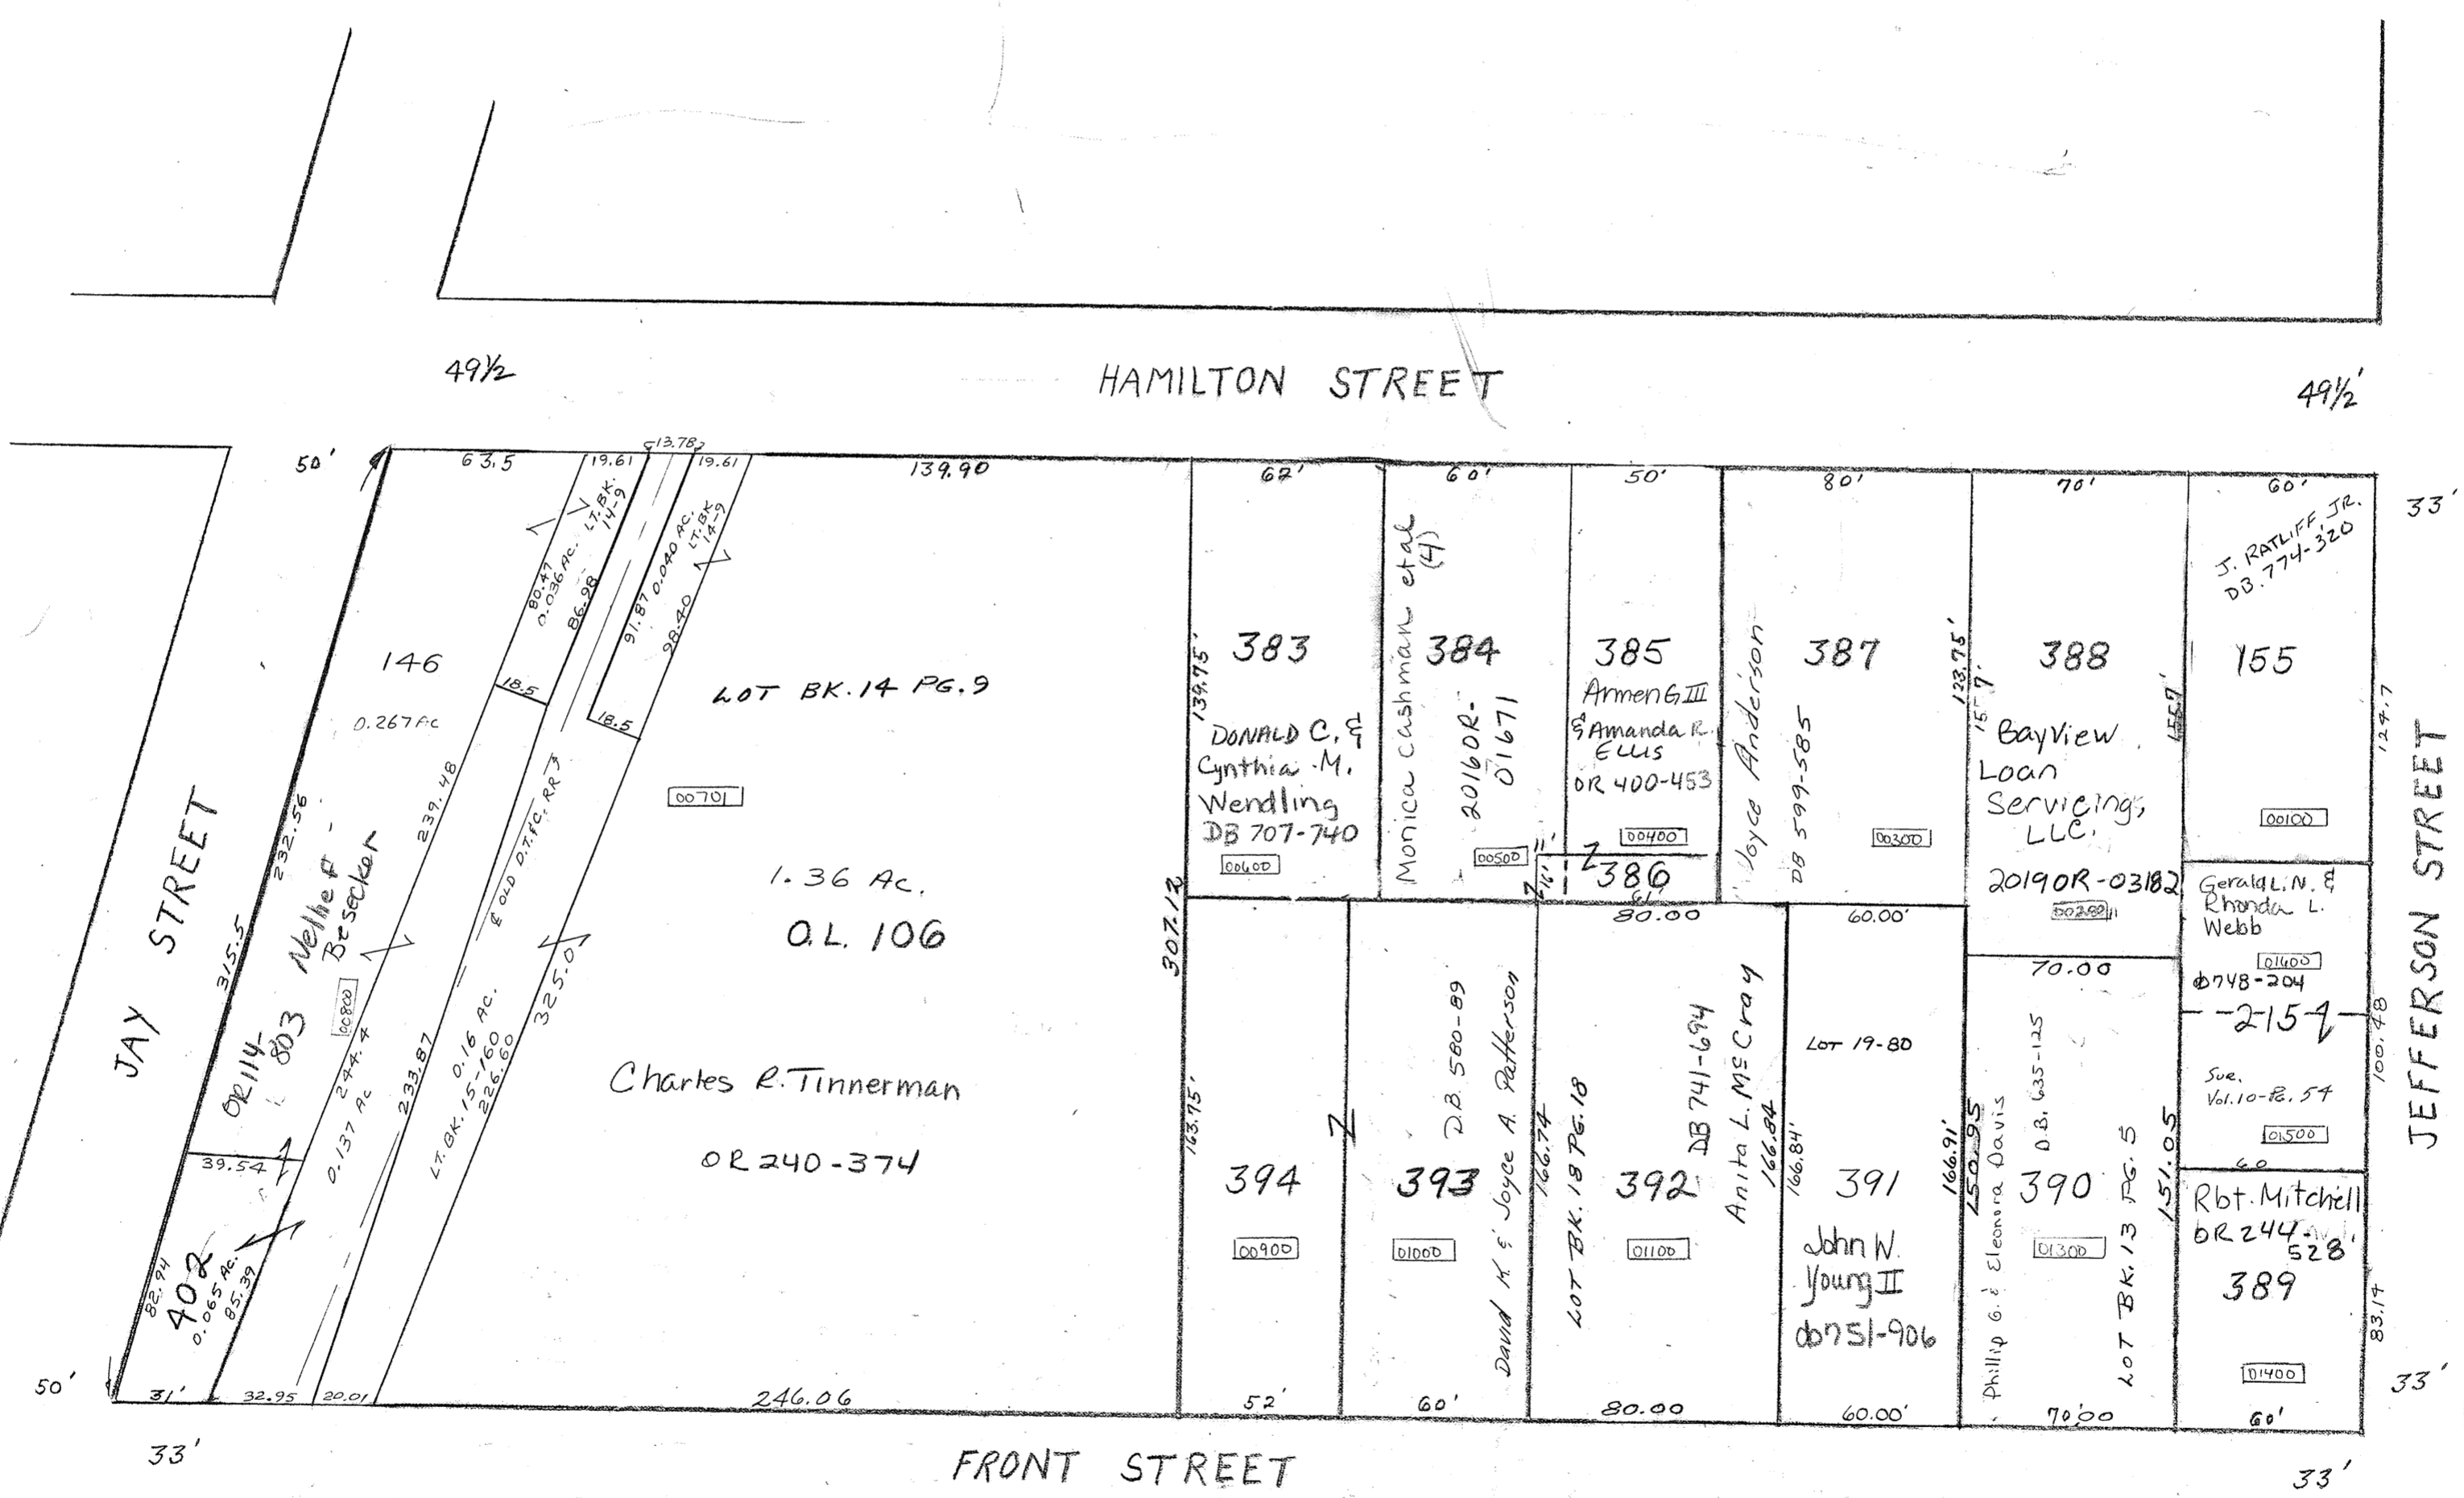 49½
HAMILTON STREET
49½'
50'
63.5
19.61
13.78
19.61
139.90
62'
60'
50'
80'
70'
60'
33'
80.47
0.036 AC.
LT. BK.
14-9
86.98
91.87
0.040 AC.
LT. BK
14-9
98.40
18.5
18.5
146
0.267 AC
LOT BK. 14 PG. 9
00701
1.36 AC.
O.L. 106
Charles R. Tinnerman
OR 240-374
JAY STREET
232.56
315.5
239.48
OR114-
803
Nellie F
Besecker
00800
244.4
0.137 AC
233.87
₵ OLD D.T.&C. RR
0.16 AC.
LT. BK. 15-160
226.60
325.0
39.54
82.94
402
0.065 AC.
85.39
139.75'
307.12
163.75'
383
DONALD C. &
Cynthia M.
Wendling
DB 707-740
00600
Monica Cashman etal
(4)
384
2016OR-
01671
00500
385
Armen G III
& Amanda R.
Ellis
OR 400-453
00400
11'
16'
386
61'
Joyce Anderson
387
DB 599-585
00300
123.75'
157.7'
388
Bayview
Loan
Servicing,
LLC.
2019OR-03182
J. RATLIFF, JR.
DB. 774-320
155
00100
124.7
Gerald L.N. &
Rhonda L.
Webb
01600
db748-204
215
Sur.
Vol.10-Pg. 54
01500
60
100.48
JEFFERSON STREET
394
00900
393
D.B. 580-89
David K. & Joyce A. Patterson
01000
166.74
80.00
LOT BK. 18 PG. 18
392
DB 741-694
Anita L. McCray
01100
166.84
166.84'
60.00'
LOT 19-80
391
John W.
Young II
db751-906
166.91'
150.95
70.00
Phillip G. & Eleonora Davis
390
D.B. 635-125
01300
LOT BK. 13 PG. 5
151.05
Rbt. Mitchell
OR 244-
528
389
01400
83.14
50'
31'
32.95
20.01
246.06
52'
60'
80.00
60.00'
70.00
60'
33'
33'
FRONT STREET
33'